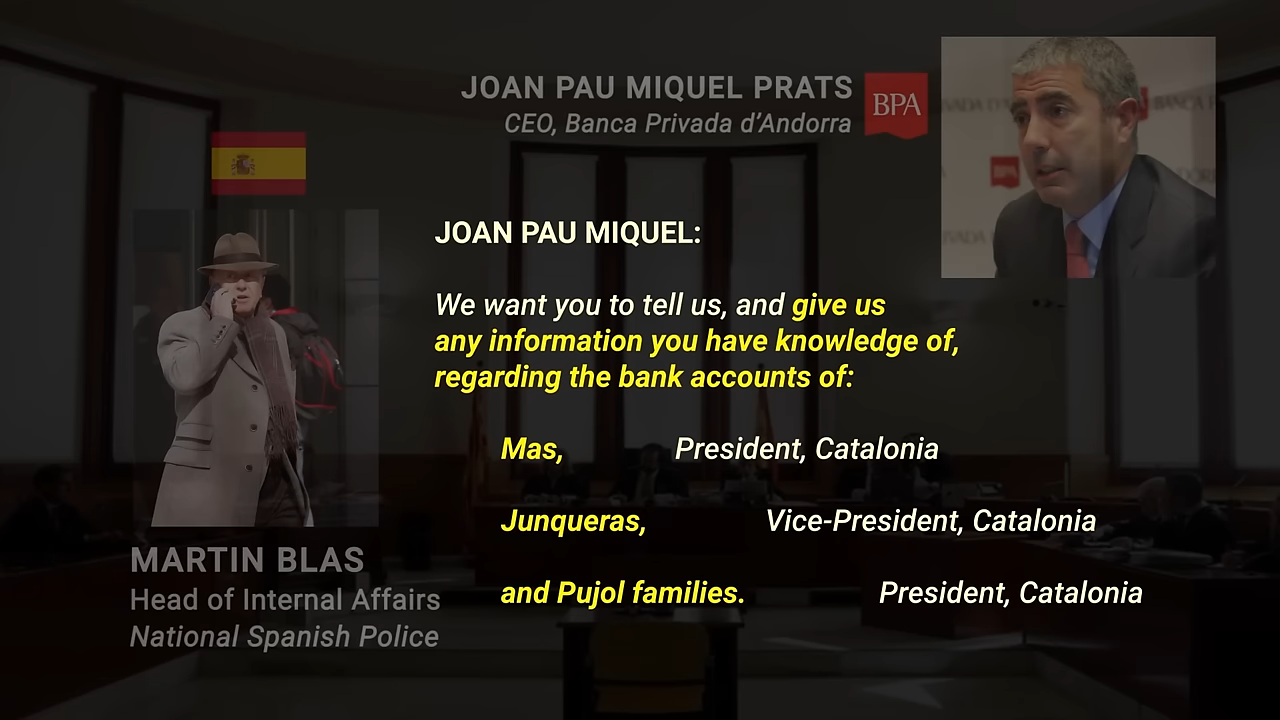 JOAN PAU MIQUEL PRATS
CEO, Banca Privada d'Andorra
BPA
JOAN PAU MIQUEL:
We want you to tell us, and give us
any information you have knowledge of,
regarding the bank accounts of:
Mas, President, Catalonia
Junqueras, Vice-President, Catalonia
and Pujol families. President, Catalonia
MARTIN BLAS
Head of Internal Affairs
National Spanish Police